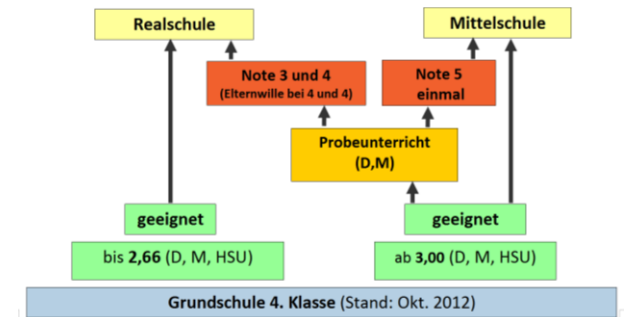 Realschule
Mittelschule
Note 3 und 4
(Elternwille bei 4 und 4)
Note 5
einmal
Probeunterricht
(D,M)
geeignet
geeignet
bis 2,66 (D, M, HSU)
ab 3,00 (D, M, HSU)
Grundschule 4. Klasse (Stand: Okt. 2012)